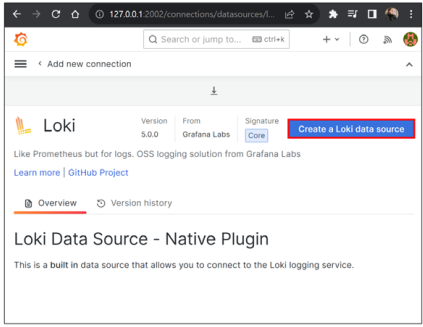 127.0.0.1:2002/connections/datasources/l...
Search or jump to... ctrl+k
Add new connection
Loki
Version
5.0.0
From
Grafana Labs
Signature
Core
Create a Loki data source
Like Prometheus but for logs. OSS logging solution from Grafana Labs
Learn more | GitHub Project
Overview Version history
Loki Data Source - Native Plugin
This is a built in data source that allows you to connect to the Loki logging service.